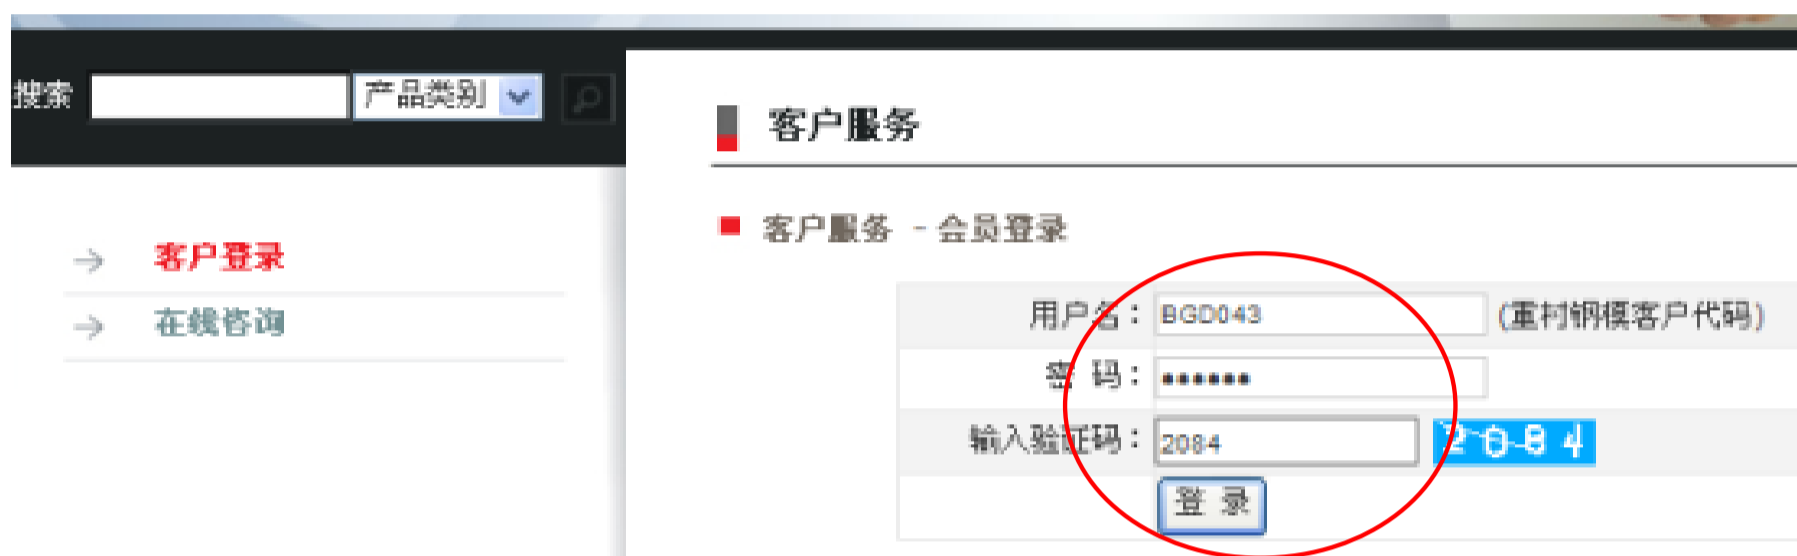 搜索 产品类别
客户服务
客户服务 - 会员登录
客户登录
在线咨询
用户名： BGD043 (重村钢模客户代码)
密 码： ••••••
输入验证码： 2084 2084
登 录